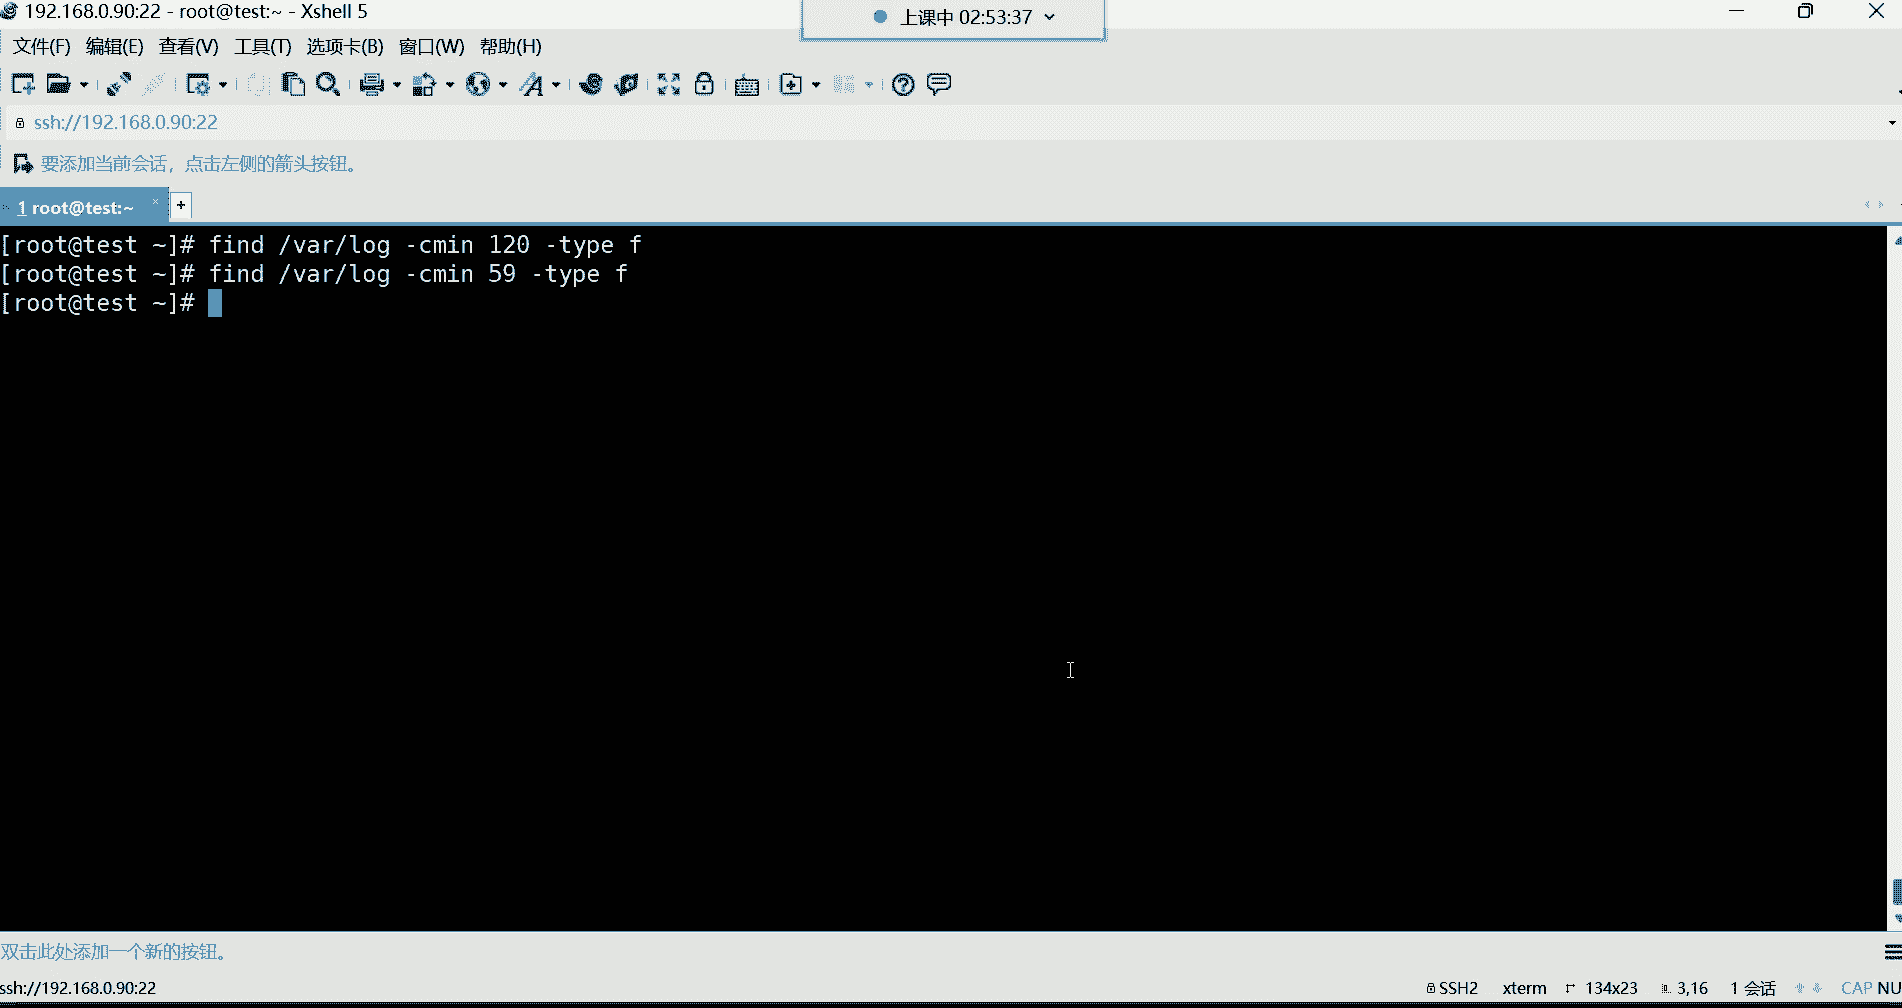 192.168.0.90:22 - root@test:~ - Xshell 5
上课中 02:53:37
文件(F) 编辑(E) 查看(V) 工具(T) 选项卡(B) 窗口(W) 帮助(H)
ssh://192.168.0.90:22
要添加当前会话，点击左侧的箭头按钮。
1 root@test:~ × +
[root@test ~]# find /var/log -cmin 120 -type f
[root@test ~]# find /var/log -cmin 59 -type f
[root@test ~]#
双击此处添加一个新的按钮。
ssh://192.168.0.90:22 SSH2 xterm 134x23 3,16 1 会话 CAP NU